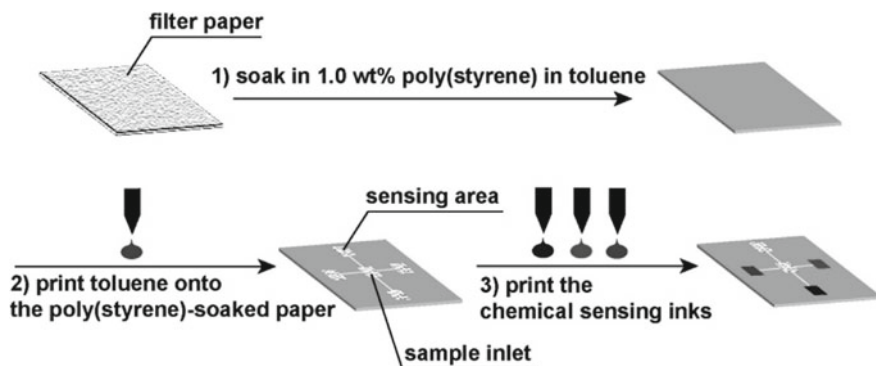 filter paper
1) soak in 1.0 wt% poly(styrene) in toluene
sensing area
2) print toluene onto
the poly(styrene)-soaked paper
3) print the
chemical sensing inks
sample inlet